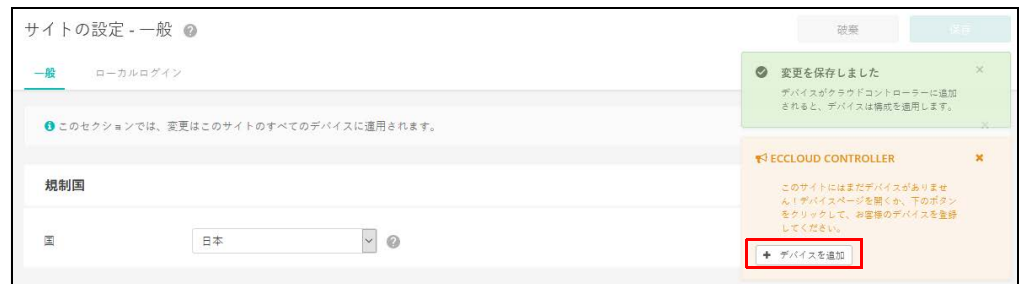 サイトの設定 - 一般
破棄
保存
一般
ローカルログイン
変更を保存しました
デバイスがクラウドコントローラーに追加
されると、デバイスは構成を適用します。
このセクションでは、変更はこのサイトのすべてのデバイスに適用されます。
ECCLOUD CONTROLLER
このサイトにはまだデバイスがありませ
ん！デバイスページを開くか、下のボタン
をクリックして、お客様のデバイスを登録
してください。
デバイスを追加
規制国
国
日本